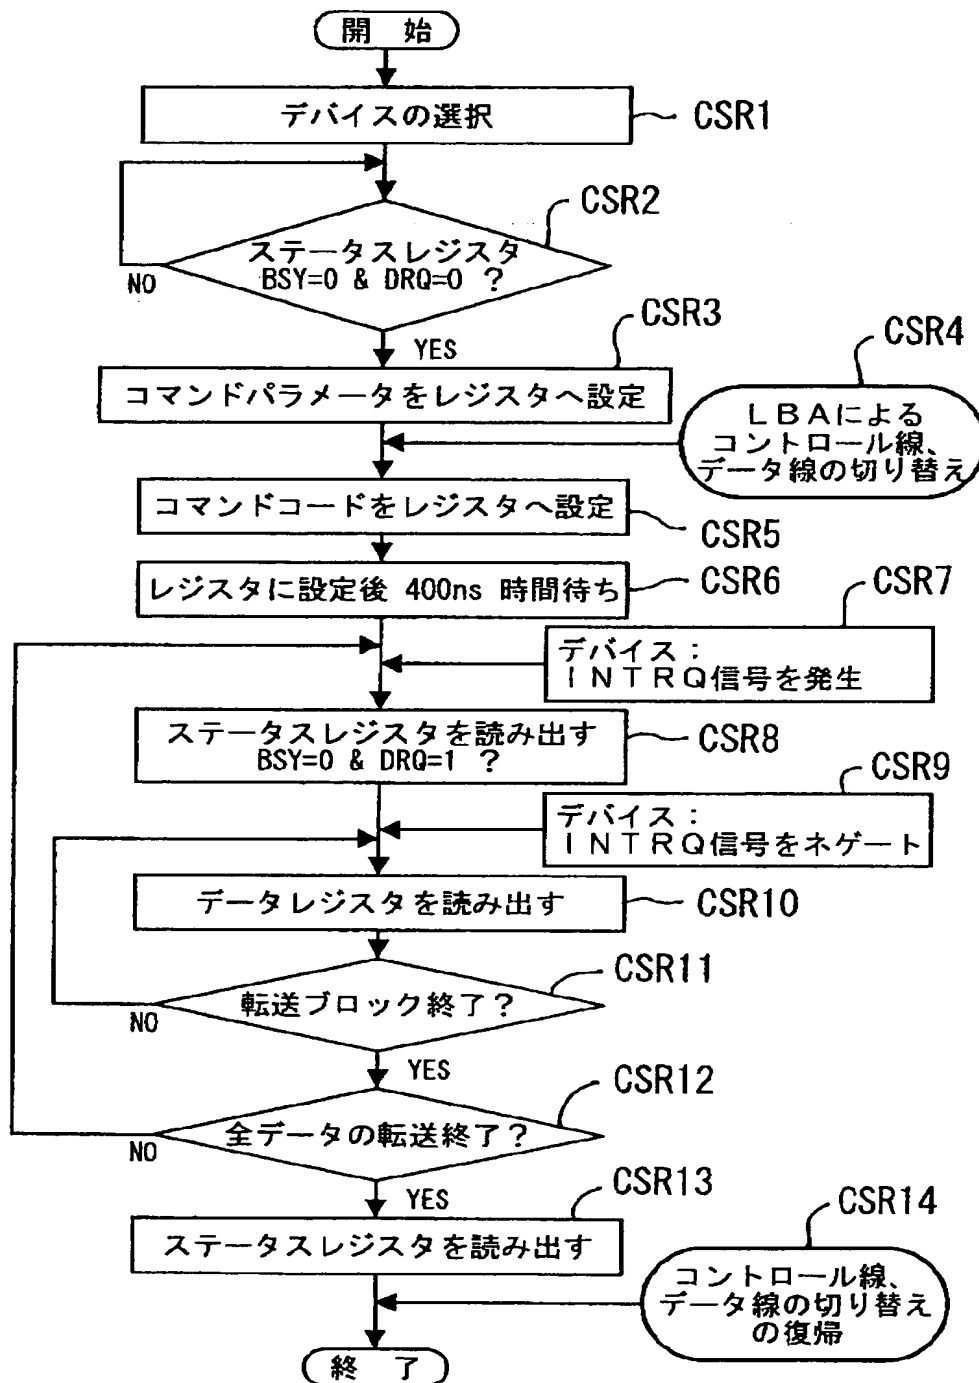 開 始
デバイスの選択
CSR1
CSR2
ステータスレジスタ
BSY=0 & DRQ=0 ?
NO
YES
CSR3
コマンドパラメータをレジスタへ設定
CSR4
LBAによる
コントロール線、
データ線の切り替え
コマンドコードをレジスタへ設定
CSR5
レジスタに設定後 400ns 時間待ち
CSR6
CSR7
デバイス:
INTRQ信号を発生
ステータスレジスタを読み出す
BSY=0 & DRQ=1 ?
CSR8
CSR9
デバイス:
INTRQ信号をネゲート
データレジスタを読み出す
CSR10
CSR11
転送ブロック終了?
NO
YES
CSR12
全データの転送終了?
NO
YES
CSR13
ステータスレジスタを読み出す
CSR14
コントロール線、
データ線の切り替え
の復帰
終 了